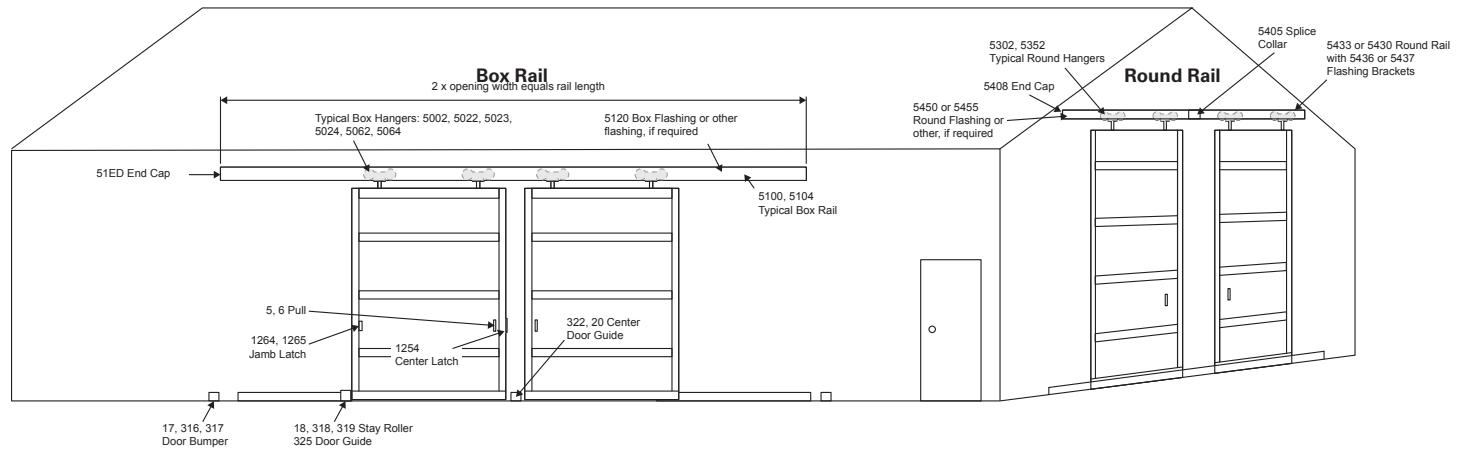 Box Rail
2 x opening width equals rail length
Typical Box Hangers: 5002, 5022, 5023,
5024, 5062, 5064
5120 Box Flashing or other
flashing, if required
51ED End Cap
5100, 5104
Typical Box Rail
5, 6 Pull
1264, 1265
Jamb Latch
1254
Center Latch
322, 20 Center
Door Guide
17, 316, 317
Door Bumper
18, 318, 319 Stay Roller
325 Door Guide
5302, 5352
Typical Round Hangers
5405 Splice
Collar
5433 or 5430 Round Rail
with 5436 or 5437
Flashing Brackets
Round Rail
5408 End Cap
5450 or 5455
Round Flashing or
other, if required